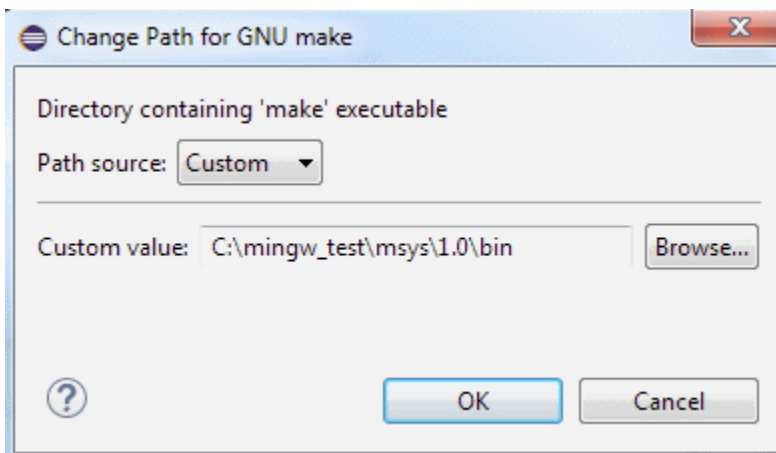 Change Path for GNU make
Directory containing 'make' executable
Path source: Custom
Custom value: C:\mingw_test\msys\1.0\bin Browse...
? OK Cancel